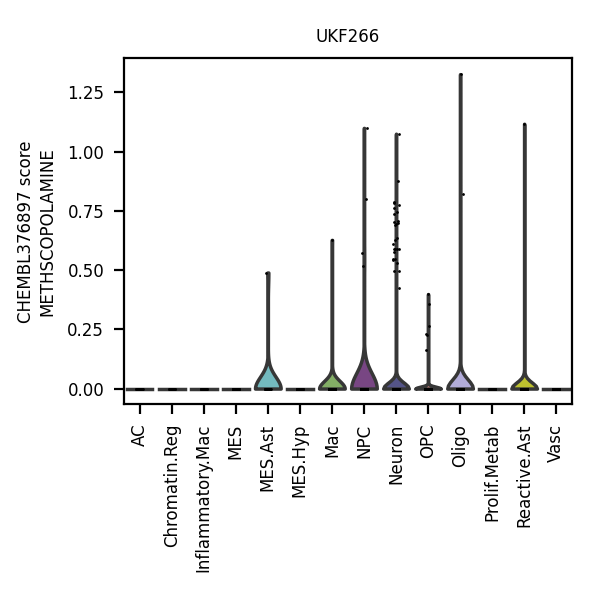 UKF266
CHEMBL376897 score
METHSCOPOLAMINE
1.25
1.00
0.75
0.50
0.25
0.00
AC
Chromatin.Reg
Inflammatory.Mac
MES
MES.Ast
MES.Hyp
Mac
NPC
Neuron
OPC
Oligo
Prolif.Metab
Reactive.Ast
Vasc